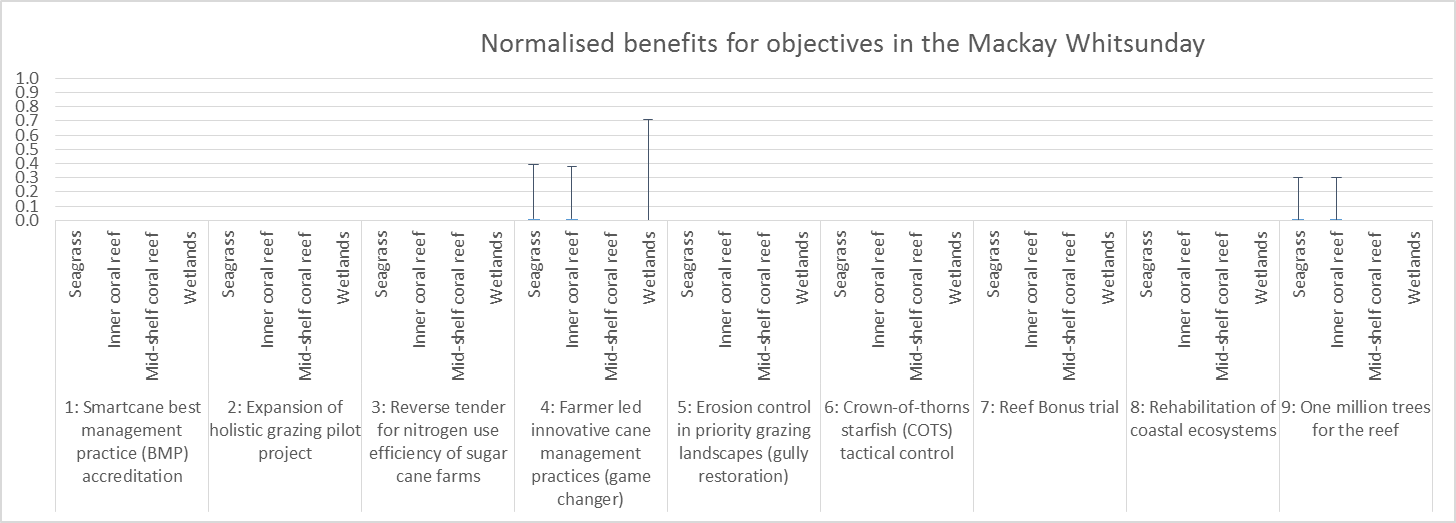 Normalised benefits for objectives in the Mackay Whitsunday
1.0
0.9
0.8
0.7
0.6
0.5
0.4
0.3
0.2
0.1
0.0
Seagrass
Inner coral reef
Mid-shelf coral reef
Wetlands
Seagrass
Inner coral reef
Mid-shelf coral reef
Wetlands
Seagrass
Inner coral reef
Mid-shelf coral reef
Wetlands
Seagrass
Inner coral reef
Mid-shelf coral reef
Wetlands
Seagrass
Inner coral reef
Mid-shelf coral reef
Wetlands
Seagrass
Inner coral reef
Mid-shelf coral reef
Wetlands
Seagrass
Inner coral reef
Mid-shelf coral reef
Wetlands
Seagrass
Inner coral reef
Mid-shelf coral reef
Wetlands
Seagrass
Inner coral reef
Mid-shelf coral reef
Wetlands
1: Smartcane best
management
practice (BMP)
accreditation
2: Expansion of
holistic grazing pilot
project
3: Reverse tender
for nitrogen use
efficiency of sugar
cane farms
4: Farmer led
innovative cane
management
practices (game
changer)
5: Erosion control
in priority grazing
landscapes (gully
restoration)
6: Crown-of-thorns
starfish (COTS)
tactical control
7: Reef Bonus trial
8: Rehabilitation of
coastal ecosystems
9: One million trees
for the reef